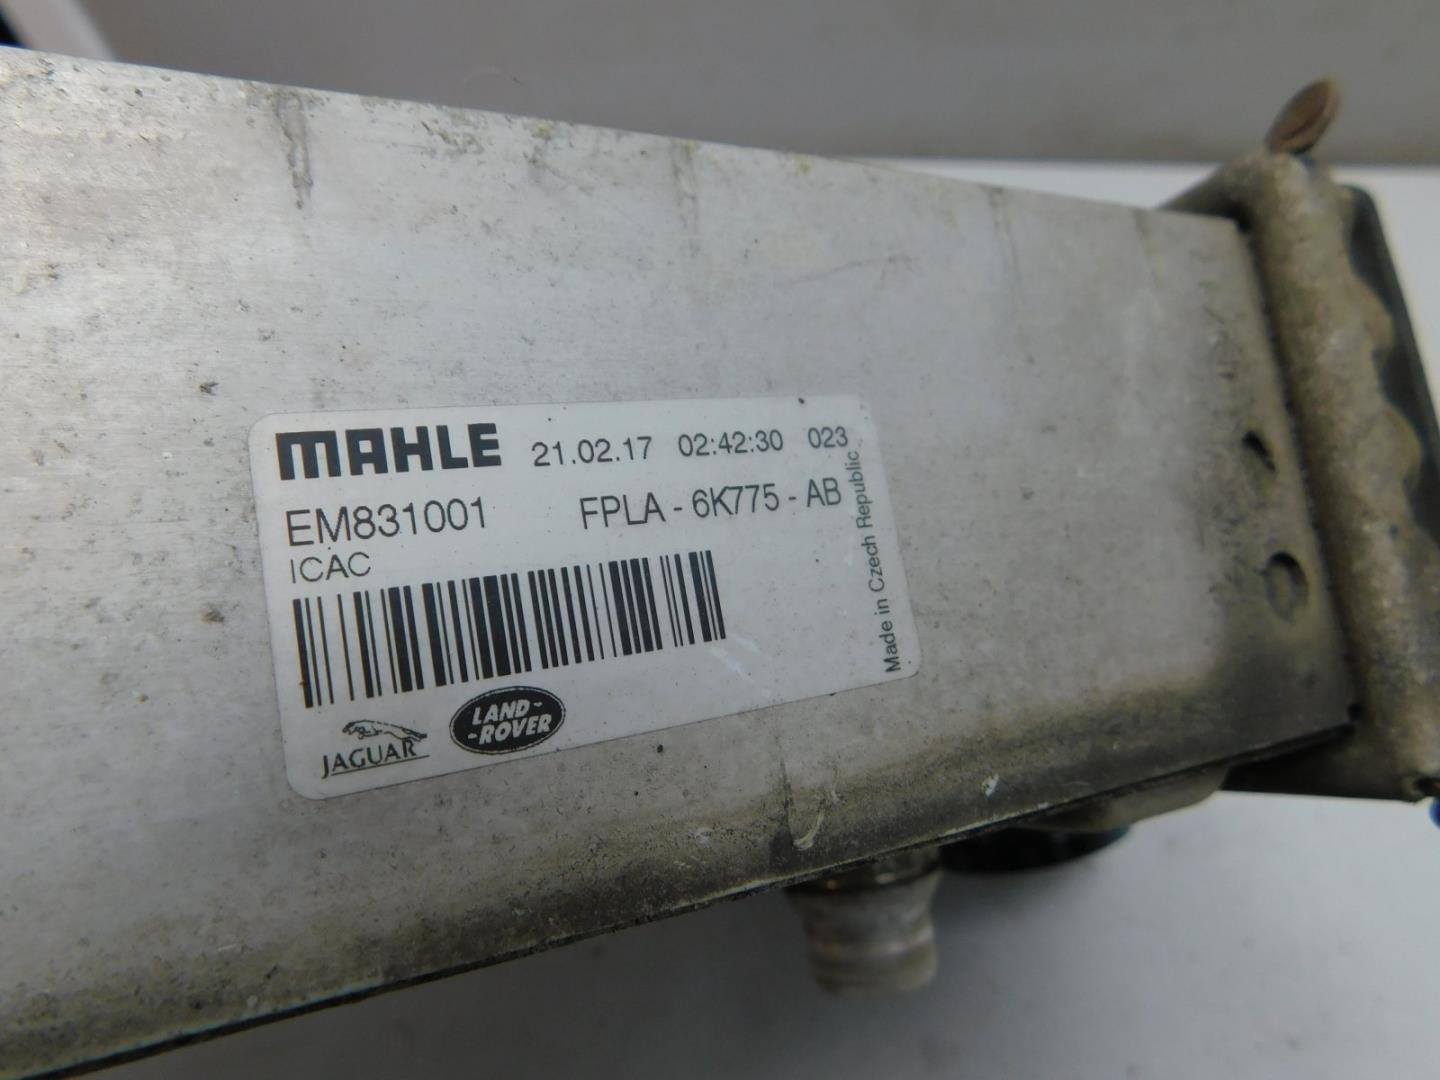 MAHLE 21.02.17 02:42:30 023
EM831001 FPLA - 6K775 - AB
ICAC
Made in Czech Republic
JAGUAR
LAND-
-ROVER